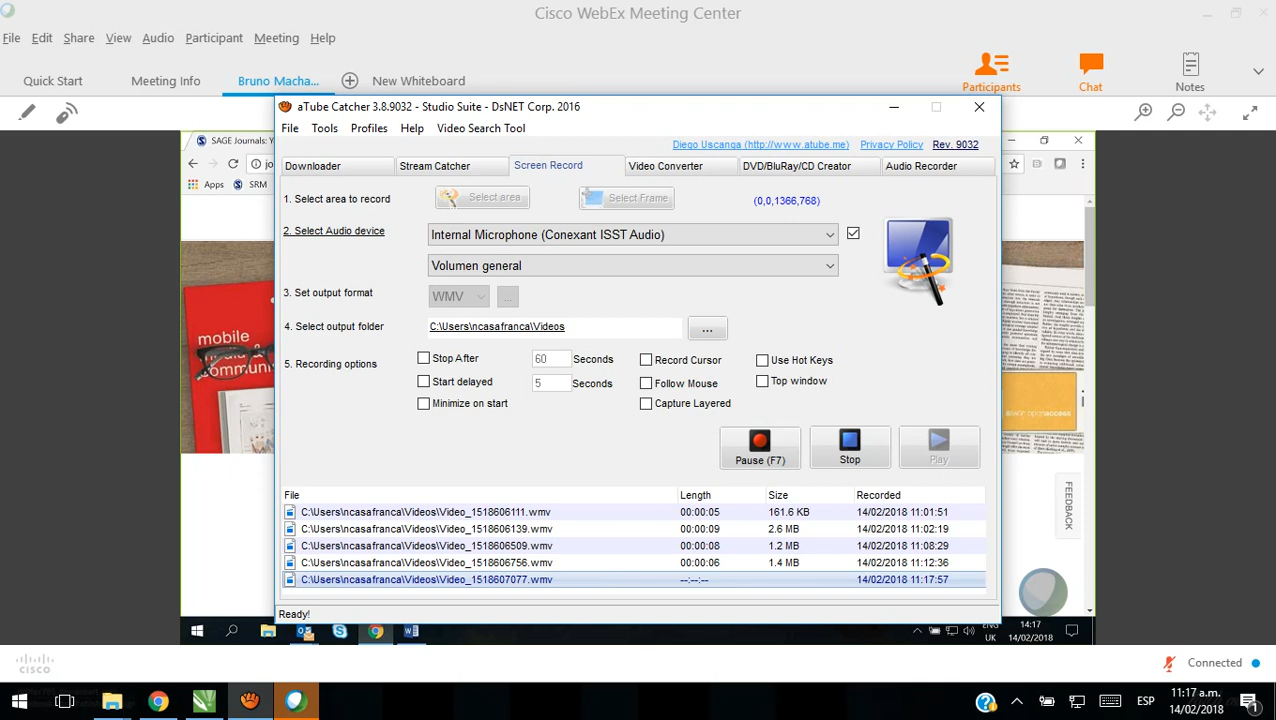 Cisco WebEx Meeting Center
File Edit Share View Audio Participant Meeting Help
Quick Start Meeting Info Bruno Macha... New Whiteboard
Participants Chat Notes
aTube Catcher 3.8.9032 - Studio Suite - DsNET Corp. 2016
File Tools Profiles Help Video Search Tool
Diego Uscanga (http://www.atube.me) Privacy Policy Rev. 9032
Downloader Stream Catcher Screen Record Video Converter DVD/BluRay/CD Creator Audio Recorder
SAGE Journals: Y
Apps SRM
1. Select area to record Select area Select Frame (0,0,1366,768)
2. Select Audio device Internal Microphone (Conexant ISST Audio)
Volumen general
3. Set output format WMV ...
4. Select output folder C:\Users\ncasafranca\Videos ...
5. Recording options
Stop After 60 Seconds Record Cursor
Start delayed 5 Seconds Follow Mouse Top window
Minimize on start Capture Layered
mobile
media &
open access
Pause (F7) Stop Play
FEEDBACK
File Length Size Recorded
C:\Users\ncasafranca\Videos\Video_1518606111.wmv 00:00:05 161.6 KB 14/02/2018 11:01:51
C:\Users\ncasafranca\Videos\Video_1518606139.wmv 00:00:09 2.6 MB 14/02/2018 11:02:19
C:\Users\ncasafranca\Videos\Video_1518606509.wmv 00:00:08 1.2 MB 14/02/2018 11:08:29
C:\Users\ncasafranca\Videos\Video_1518606756.wmv 00:00:06 1.4 MB 14/02/2018 11:12:36
C:\Users\ncasafranca\Videos\Video_1518607077.wmv --:--:-- 14/02/2018 11:17:57
Ready!
ENG 14:17
UK 14/02/2018
cisco
Connected
ESP 11:17 a.m.
14/02/2018
1